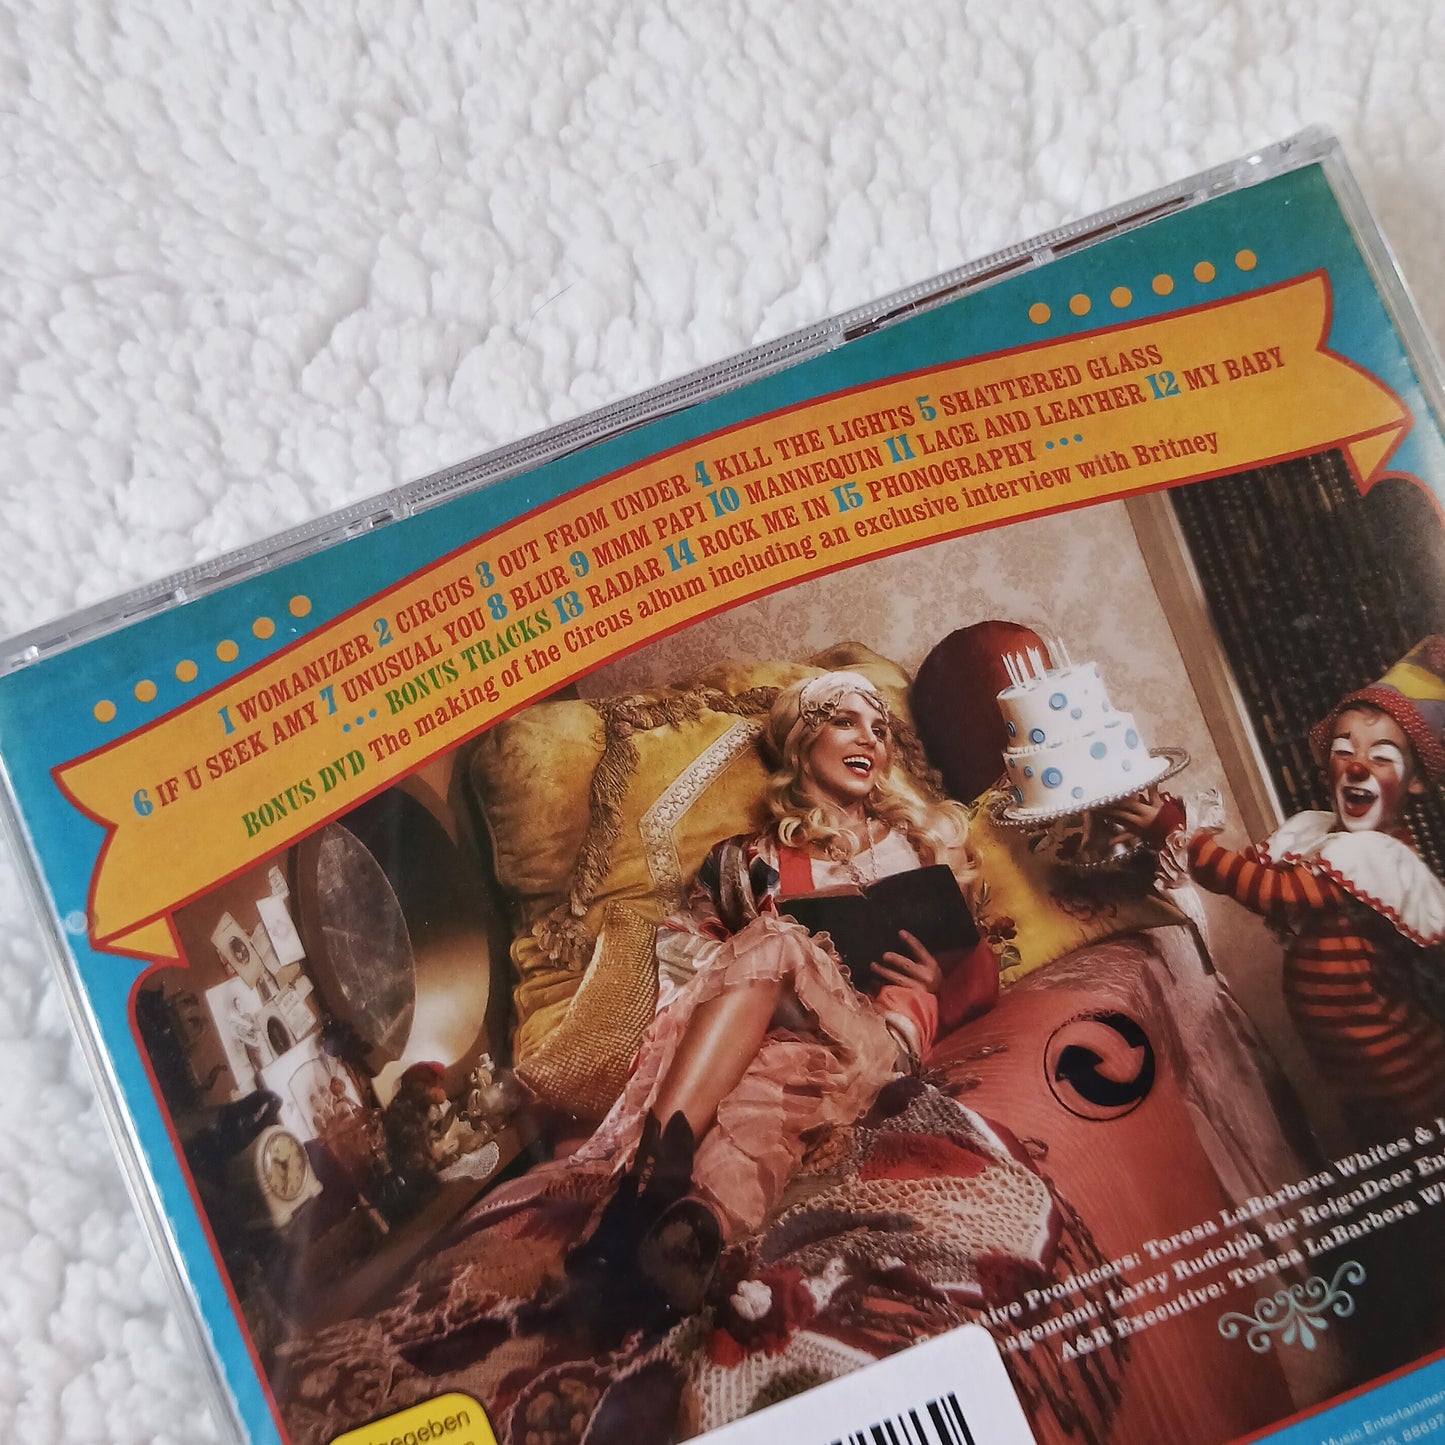 1 WOMANIZER 2 CIRCUS 3 OUT FROM UNDER 4 KILL THE LIGHTS 5 SHATTERED GLASS
6 IF U SEEK AMY 7 UNUSUAL YOU 8 BLUR 9 MMM PAPI 10 MANNEQUIN 11 LACE AND LEATHER 12 MY BABY
••• BONUS TRACKS 13 RADAR 14 ROCK ME IN 15 PHONOGRAPHY •••
BONUS DVD The making of the Circus album including an exclusive interview with Britney
Producers: Teresa LaBarbera Whites &
Larry Rudolph for ReignDeer
A&R Executive: Teresa LaBarbera
Music Entertainment